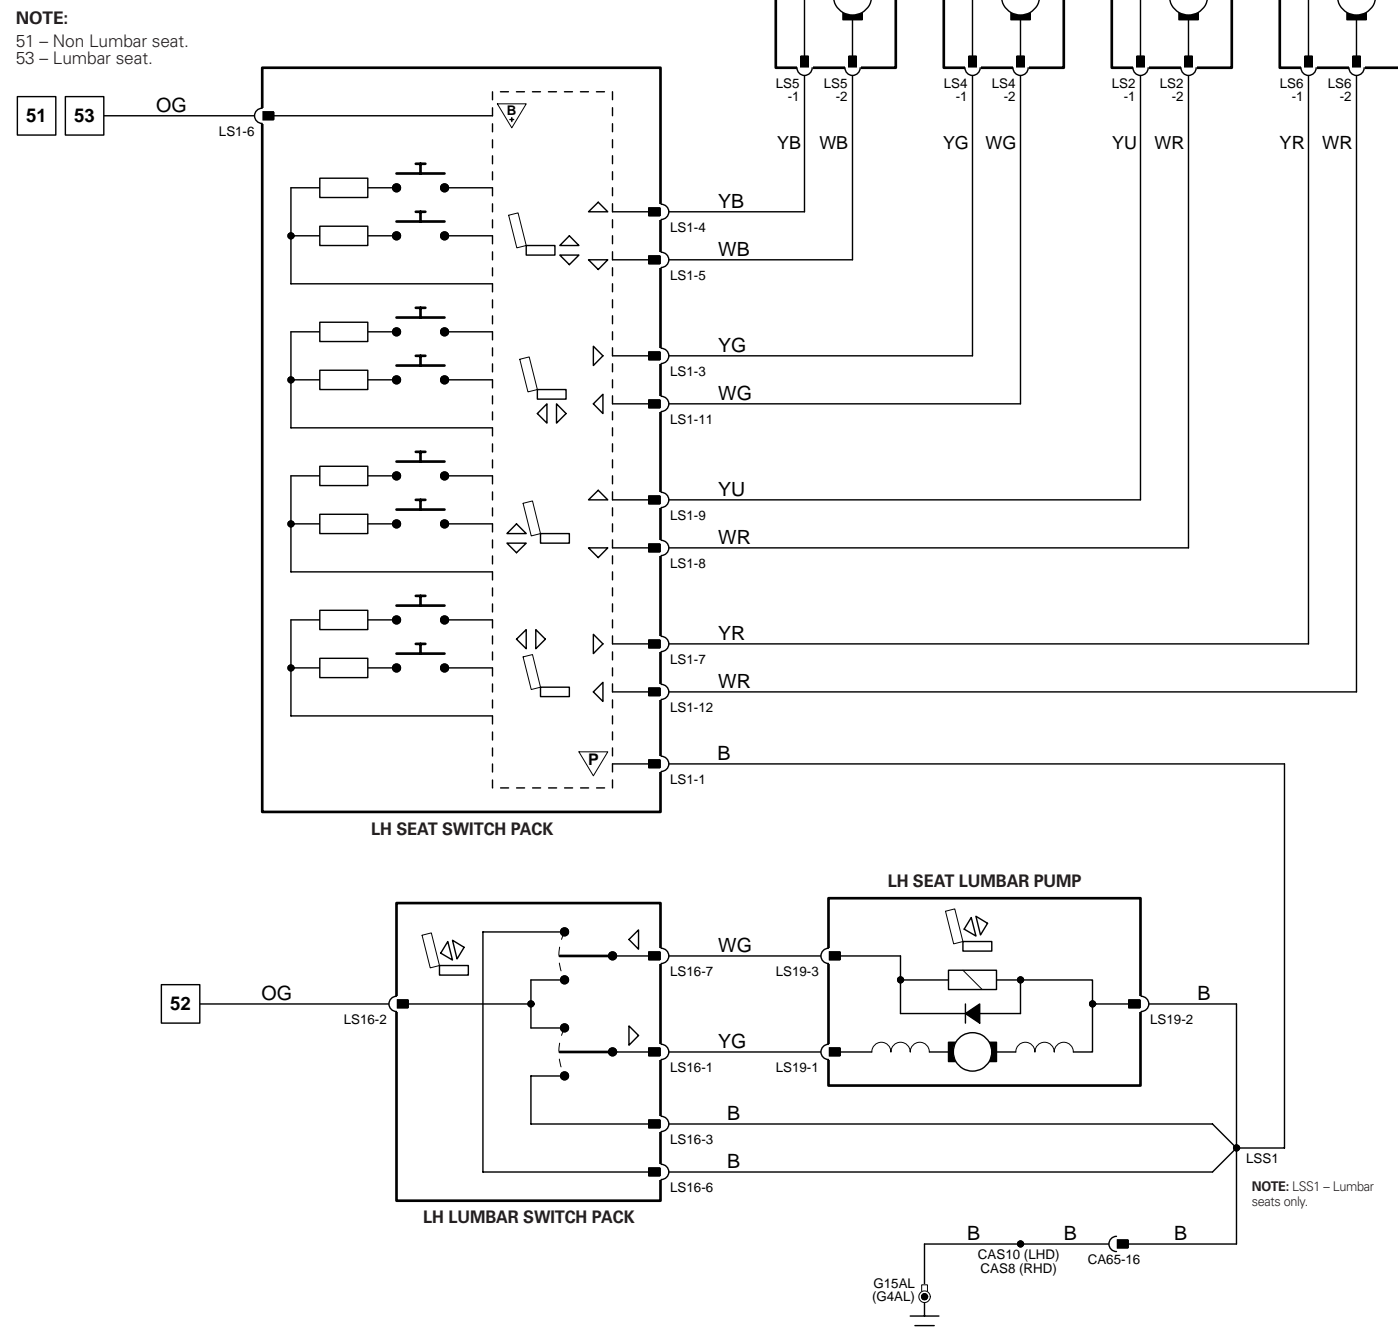 NOTE:
51 – Non Lumbar seat.
53 – Lumbar seat.
LS5 -1
LS5 -2
LS4 -1
LS4 -2
LS2 -1
LS2 -2
LS6 -1
LS6 -2
51 53 OG
LS1-6
B +
YB WB YG WG YU WR YR WR
YB
LS1-4
WB
LS1-5
YG
LS1-3
WG
LS1-11
YU
LS1-9
WR
LS1-8
YR
LS1-7
WR
LS1-12
P
B
LS1-1
LH SEAT SWITCH PACK
LH SEAT LUMBAR PUMP
WG
LS16-7 LS19-3
52 OG
LS16-2
B
LS19-2
YG
LS16-1 LS19-1
B
LS16-3
B
LS16-6
LSS1
NOTE: LSS1 – Lumbar
seats only.
LH LUMBAR SWITCH PACK
B B B
CAS10 (LHD)
CAS8 (RHD)
CA65-16
G15AL
(G4AL)